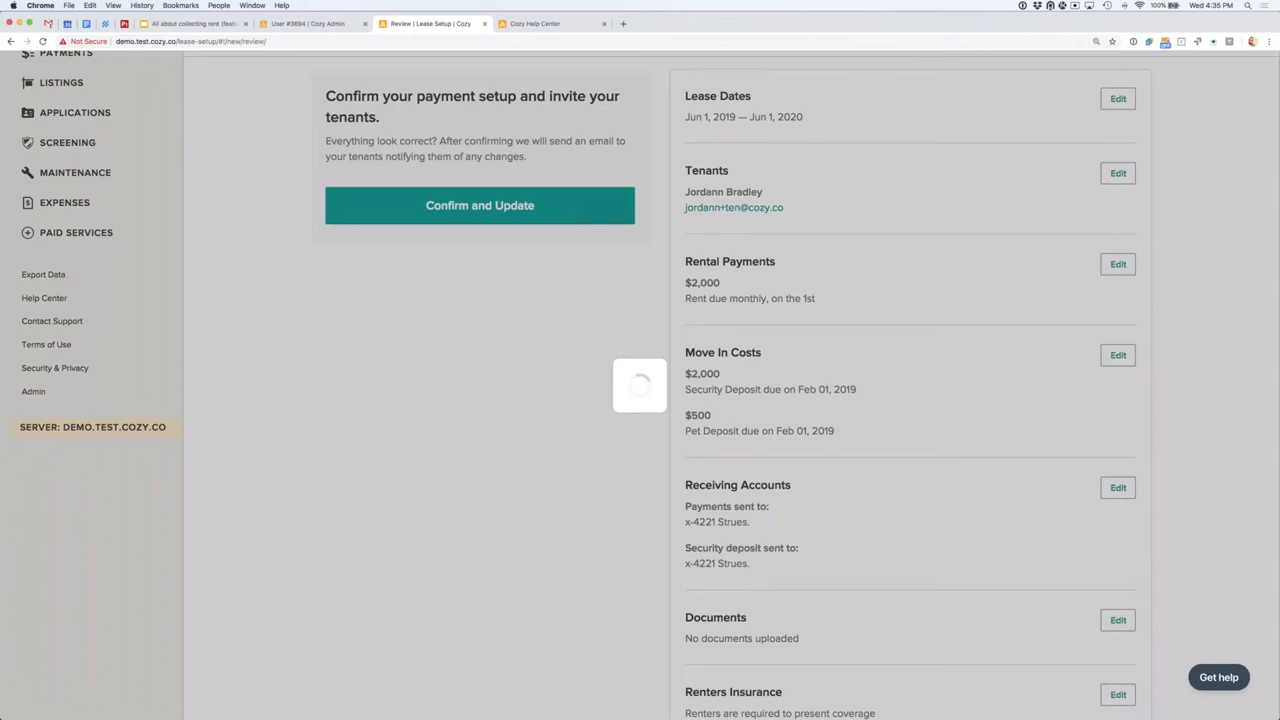 Chrome File Edit View History Bookmarks People Window Help
100% Wed 4:35 PM
All about collecting rent (featu
User #3694 | Cozy Admin
Review | Lease Setup | Cozy
Cozy Help Center
Not Secure demo.test.cozy.co/lease-setup/#!/new/review/
PAYMENTS
LISTINGS
APPLICATIONS
SCREENING
MAINTENANCE
EXPENSES
PAID SERVICES
Export Data
Help Center
Contact Support
Terms of Use
Security & Privacy
Admin
SERVER: DEMO.TEST.COZY.CO
Confirm your payment setup and invite your
tenants.
Everything look correct? After confirming we will send an email to
your tenants notifying them of any changes.
Confirm and Update
Lease Dates
Edit
Jun 1, 2019 — Jun 1, 2020
Tenants
Edit
Jordann Bradley
jordann+ten@cozy.co
Rental Payments
Edit
$2,000
Rent due monthly, on the 1st
Move In Costs
Edit
$2,000
Security Deposit due on Feb 01, 2019
$500
Pet Deposit due on Feb 01, 2019
Receiving Accounts
Edit
Payments sent to:
x-4221 Strues.
Security deposit sent to:
x-4221 Strues.
Documents
Edit
No documents uploaded
Renters Insurance
Edit
Renters are required to present coverage
Get help